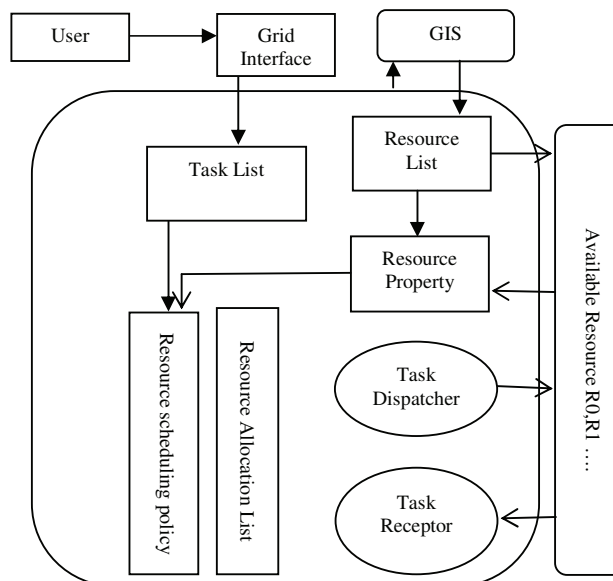 User
Grid
Interface
GIS
Task List
Resource
List
Resource
Property
Resource scheduling
policy
Resource Allocation List
Task
Dispatcher
Task
Receptor
Available Resource R0,R1
....